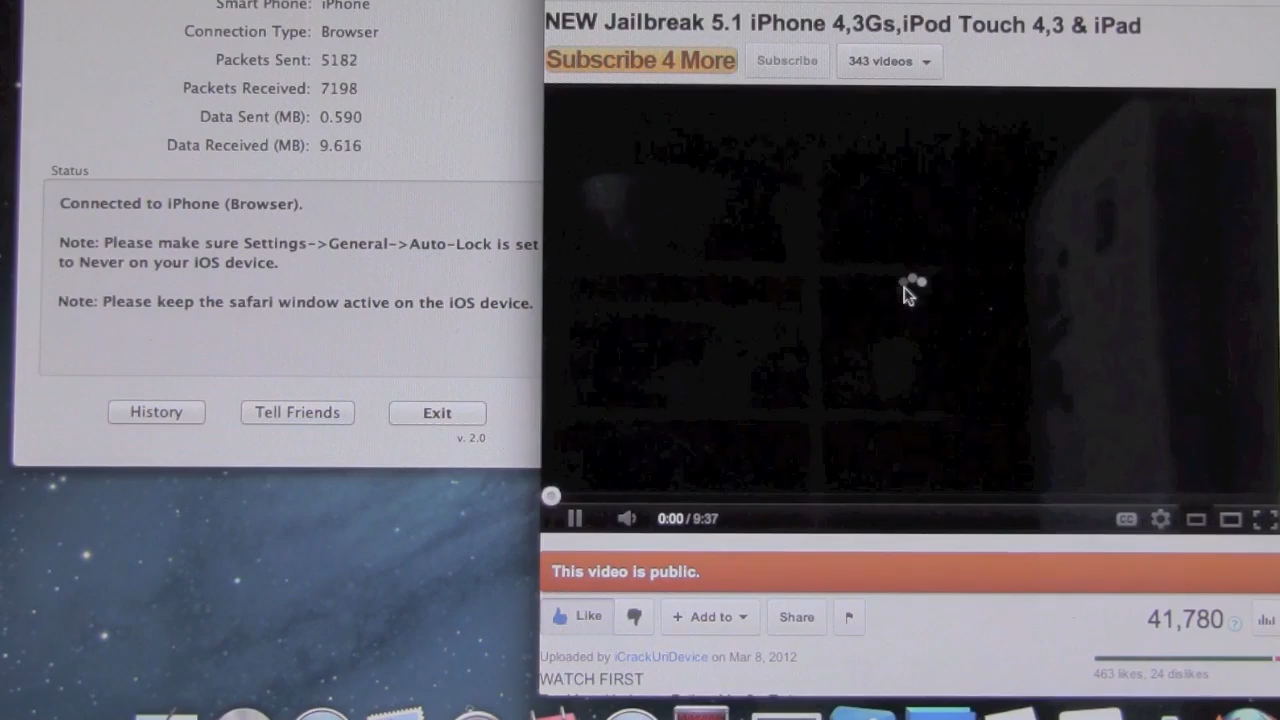 Smart Phone: iPhone
Connection Type: Browser
Packets Sent: 5182
Packets Received: 7198
Data Sent (MB): 0.590
Data Received (MB): 9.616
Status
Connected to iPhone (Browser).
Note: Please make sure Settings->General->Auto-Lock is set
to Never on your iOS device.
Note: Please keep the safari window active on the iOS device.
History
Tell Friends
Exit
v. 2.0
NEW Jailbreak 5.1 iPhone 4,3Gs,iPod Touch 4,3 & iPad
Subscribe 4 More
Subscribe
343 videos
0:00 / 9:37
CC
This video is public.
Like
+ Add to
Share
41,780
?
Uploaded by iCrackUriDevice on Mar 8, 2012
463 likes, 24 dislikes
WATCH FIRST